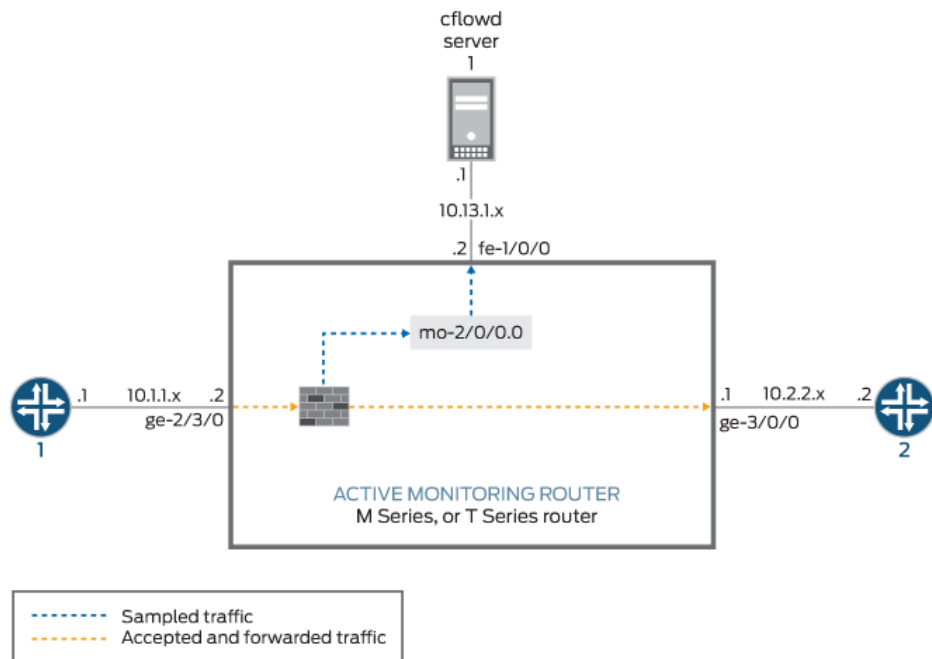 cflowd
server
1
.1
10.13.1.x
.2 fe-1/0/0
mo-2/0/0.0
.1 10.1.1.x .2
ge-2/3/0
1
.1 10.2.2.x .2
ge-3/0/0
2
ACTIVE MONITORING ROUTER
M Series, or T Series router
Sampled traffic
Accepted and forwarded traffic